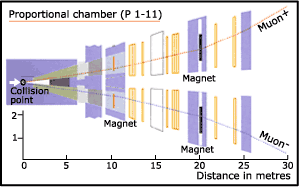 Proportional chamber (P 1-11)
Muon+
Collision
point
Magnet
Magnet
2
1
Magnet
Muon-
0 5 10 15 20 25 30
Distance in metres